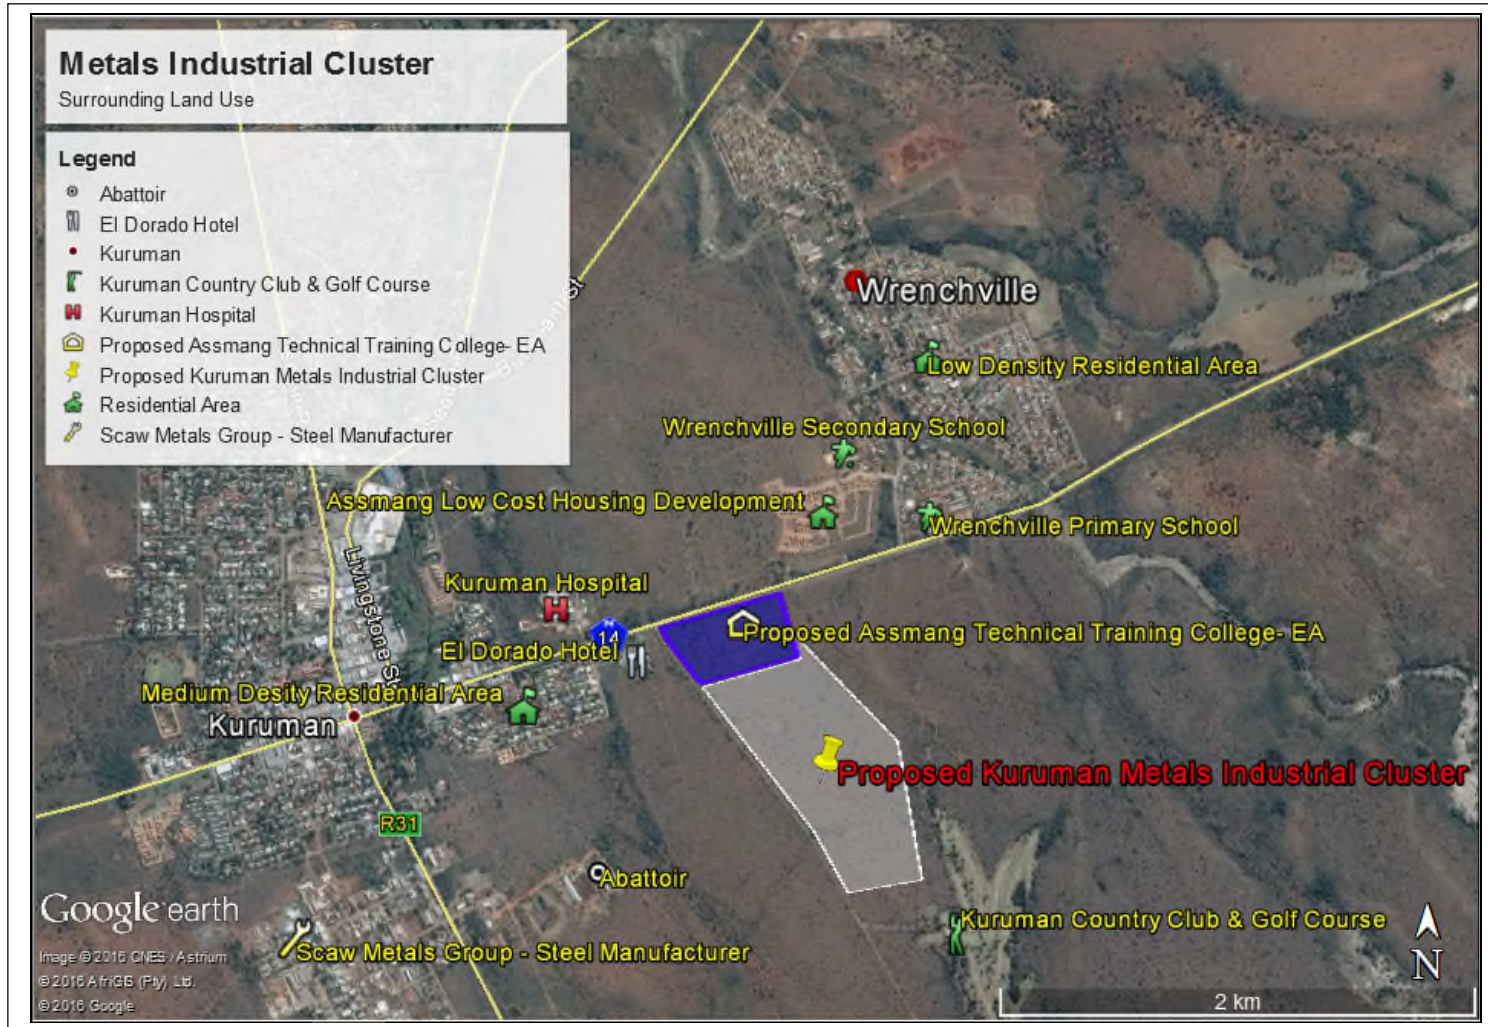 Metals Industrial Cluster
Surrounding Land Use
Legend
Abattoir
El Dorado Hotel
Kuruman
Kuruman Country Club & Golf Course
Kuruman Hospital
Proposed Assmang Technical Training College- EA
Proposed Kuruman Metals Industrial Cluster
Residential Area
Scaw Metals Group - Steel Manufacturer
Wrenchville
Low Density Residential Area
Wrenchville Secondary School
Assmang Low Cost Housing Development
Wrenchville Primary School
Livingstone St
Kuruman Hospital
N
14
El Dorado Hotel
Proposed Assmang Technical Training College- EA
Medium Desity Residential Area
Kuruman
Proposed Kuruman Metals Industrial Cluster
R31
Abattoir
Google earth
Kuruman Country Club & Golf Course
Scaw Metals Group - Steel Manufacturer
Image © 2016 CNES / Astrium
© 2016 AfriGIS (Pty) Ltd.
© 2016 Google
N
2 km